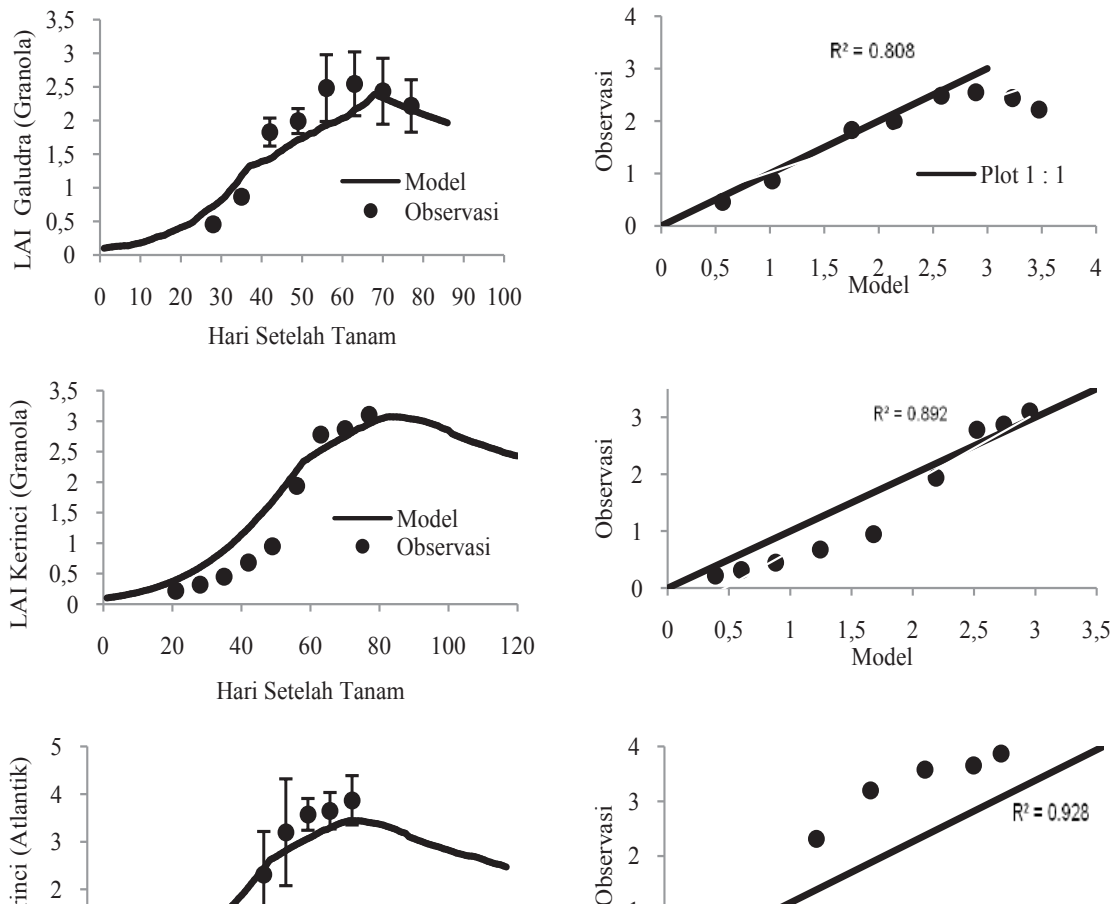 3,5
3
2,5
2
1,5
1
0,5
0
LAI Galudra (Granola)
Model
Observasi
0 10 20 30 40 50 60 70 80 90 100
Hari Setelah Tanam
4
3
2
1
0
Observasi
R² = 0.808
Plot 1 : 1
0 0,5 1 1,5 2 2,5 3 3,5 4
Model
3,5
3
2,5
2
1,5
1
0,5
0
LAI Kerinci (Granola)
Model
Observasi
0 20 40 60 80 100 120
Hari Setelah Tanam
3
2
1
0
Observasi
R² = 0.892
0 0,5 1 1,5 2 2,5 3 3,5
Model
5
4
3
2
(Atlantik)
4
3
2
Observasi
R² = 0.928